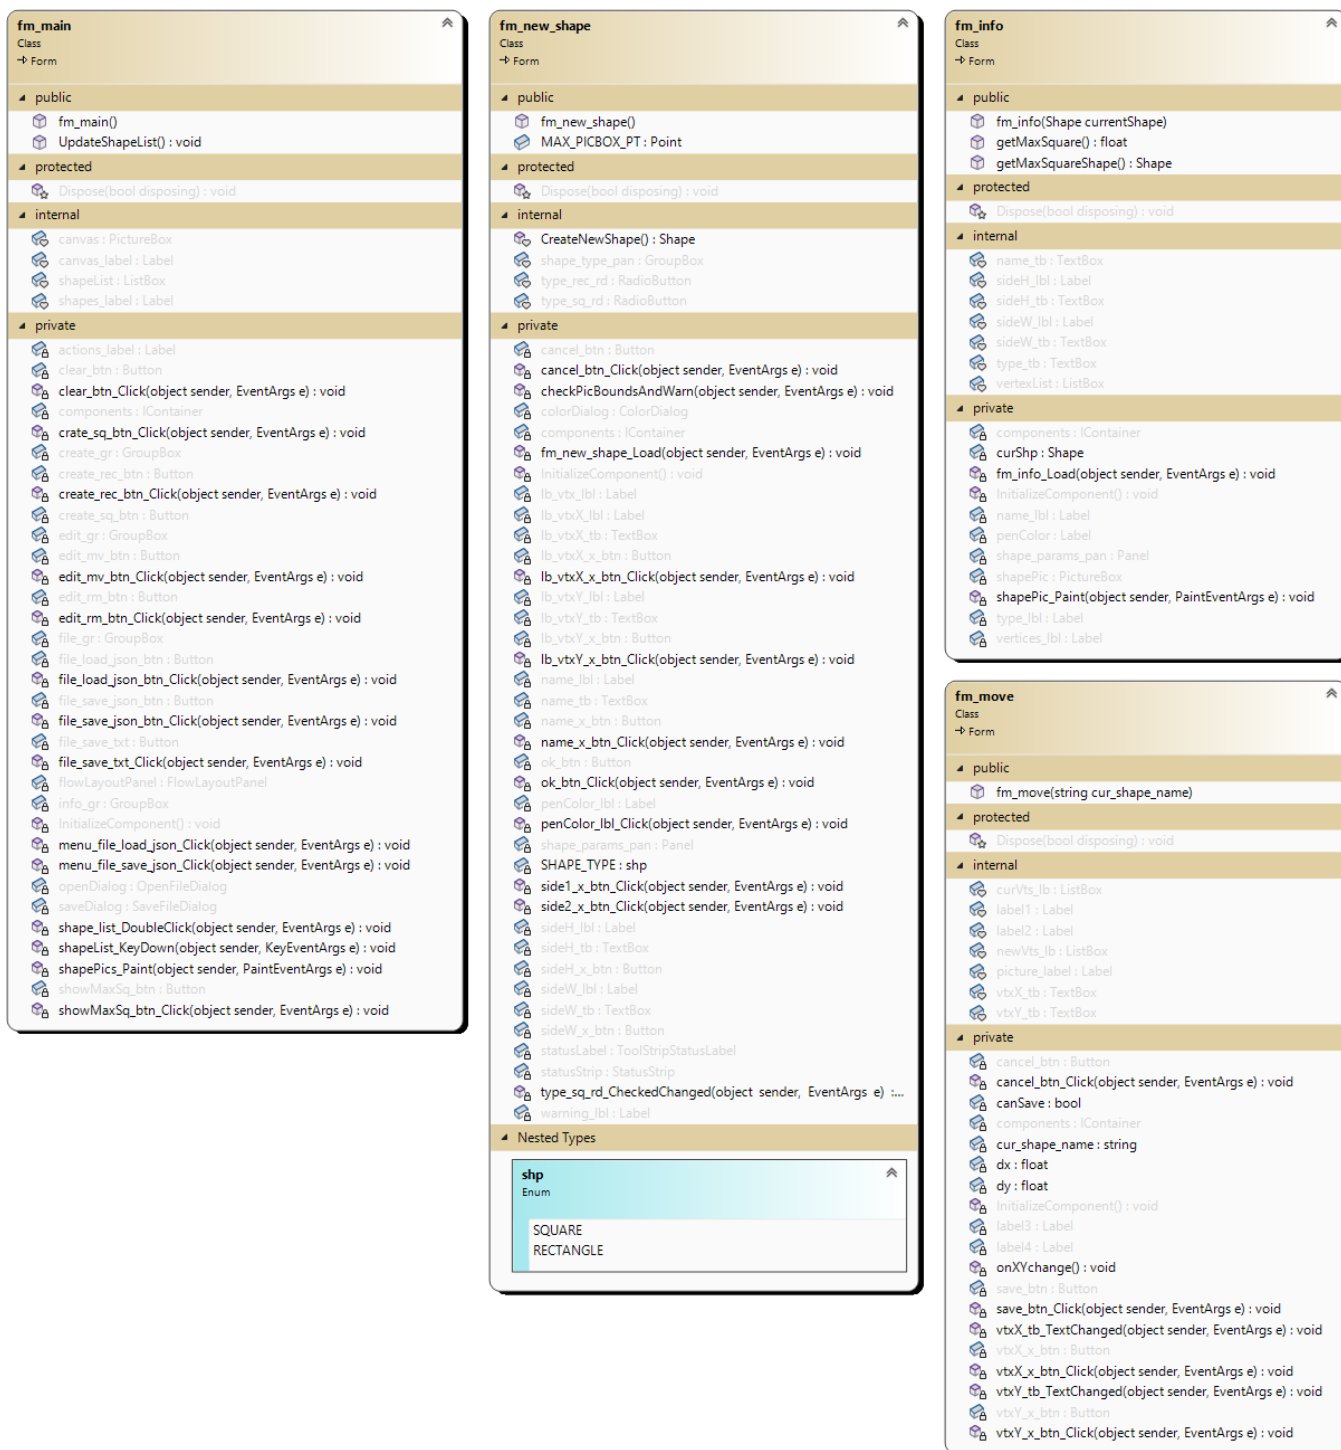 fm_main
Class
Form
public
fm_main()
UpdateShapeList() : void
protected
Dispose(bool disposing) : void
internal
canvas : PictureBox
canvas_label : Label
shapeList : ListBox
shapes_label : Label
private
actions_label : Label
clear_btn : Button
clear_btn_Click(object sender, EventArgs e) : void
components : IContainer
crate_sq_btn_Click(object sender, EventArgs e) : void
create_gr : GroupBox
create_rec_btn : Button
create_rec_btn_Click(object sender, EventArgs e) : void
create_sq_btn : Button
edit_gr : GroupBox
edit_mv_btn : Button
edit_mv_btn_Click(object sender, EventArgs e) : void
edit_rm_btn : Button
edit_rm_btn_Click(object sender, EventArgs e) : void
file_gr : GroupBox
file_load_json_btn : Button
file_load_json_btn_Click(object sender, EventArgs e) : void
file_save_json_btn : Button
file_save_json_btn_Click(object sender, EventArgs e) : void
file_save_txt : Button
file_save_txt_Click(object sender, EventArgs e) : void
flowLayoutPanel : FlowLayoutPanel
info_gr : GroupBox
InitializeComponent() : void
menu_file_load_json_Click(object sender, EventArgs e) : void
menu_file_save_json_Click(object sender, EventArgs e) : void
openDialog : OpenFileDialog
saveDialog : SaveFileDialog
shape_list_DoubleClick(object sender, EventArgs e) : void
shapeList_KeyDown(object sender, KeyEventArgs e) : void
shapePics_Paint(object sender, PaintEventArgs e) : void
showMaxSq_btn : Button
showMaxSq_btn_Click(object sender, EventArgs e) : void
fm_new_shape
Class
Form
public
fm_new_shape()
MAX_PICBOX_PT : Point
protected
Dispose(bool disposing) : void
internal
CreateNewShape() : Shape
shape_type_pan : GroupBox
type_rec_rd : RadioButton
type_sq_rd : RadioButton
private
cancel_btn : Button
cancel_btn_Click(object sender, EventArgs e) : void
checkPicBoundsAndWarn(object sender, EventArgs e) : void
colorDialog : ColorDialog
components : IContainer
fm_new_shape_Load(object sender, EventArgs e) : void
InitializeComponent() : void
lb_vtx_lbl : Label
lb_vtxX_lbl : Label
lb_vtxX_tb : TextBox
lb_vtxX_x_btn : Button
lb_vtxX_x_btn_Click(object sender, EventArgs e) : void
lb_vtxY_lbl : Label
lb_vtxY_tb : TextBox
lb_vtxY_x_btn : Button
lb_vtxY_x_btn_Click(object sender, EventArgs e) : void
name_lbl : Label
name_tb : TextBox
name_x_btn : Button
name_x_btn_Click(object sender, EventArgs e) : void
ok_btn : Button
ok_btn_Click(object sender, EventArgs e) : void
penColor_lbl : Label
penColor_lbl_Click(object sender, EventArgs e) : void
shape_params_pan : Panel
SHAPE_TYPE : shp
side1_x_btn_Click(object sender, EventArgs e) : void
side2_x_btn_Click(object sender, EventArgs e) : void
sideH_lbl : Label
sideH_tb : TextBox
sideH_x_btn : Button
sideW_lbl : Label
sideW_tb : TextBox
sideW_x_btn : Button
statusLabel : ToolStripStatusLabel
statusStrip : StatusStrip
type_sq_rd_CheckedChanged(object sender, EventArgs e) :...
warning_lbl : Label
Nested Types
shp
Enum
SQUARE
RECTANGLE
fm_info
Class
Form
public
fm_info(Shape currentShape)
getMaxSquare() : float
getMaxSquareShape() : Shape
protected
Dispose(bool disposing) : void
internal
name_tb : TextBox
sideH_lbl : Label
sideH_tb : TextBox
sideW_lbl : Label
sideW_tb : TextBox
type_tb : TextBox
vertexList : ListBox
private
components : IContainer
curShp : Shape
fm_info_Load(object sender, EventArgs e) : void
InitializeComponent() : void
name_lbl : Label
penColor : Label
shape_params_pan : Panel
shapePic : PictureBox
shapePic_Paint(object sender, PaintEventArgs e) : void
type_lbl : Label
vertices_lbl : Label
fm_move
Class
Form
public
fm_move(string cur_shape_name)
protected
Dispose(bool disposing) : void
internal
curVts_lb : ListBox
label1 : Label
label2 : Label
newVts_lb : ListBox
picture_label : Label
vtxX_tb : TextBox
vtxY_tb : TextBox
private
cancel_btn : Button
cancel_btn_Click(object sender, EventArgs e) : void
canSave : bool
components : IContainer
cur_shape_name : string
dx : float
dy : float
InitializeComponent() : void
label3 : Label
label4 : Label
onXYchange() : void
save_btn : Button
save_btn_Click(object sender, EventArgs e) : void
vtxX_tb_TextChanged(object sender, EventArgs e) : void
vtxX_x_btn : Button
vtxX_x_btn_Click(object sender, EventArgs e) : void
vtxY_tb_TextChanged(object sender, EventArgs e) : void
vtxY_x_btn : Button
vtxY_x_btn_Click(object sender, EventArgs e) : void